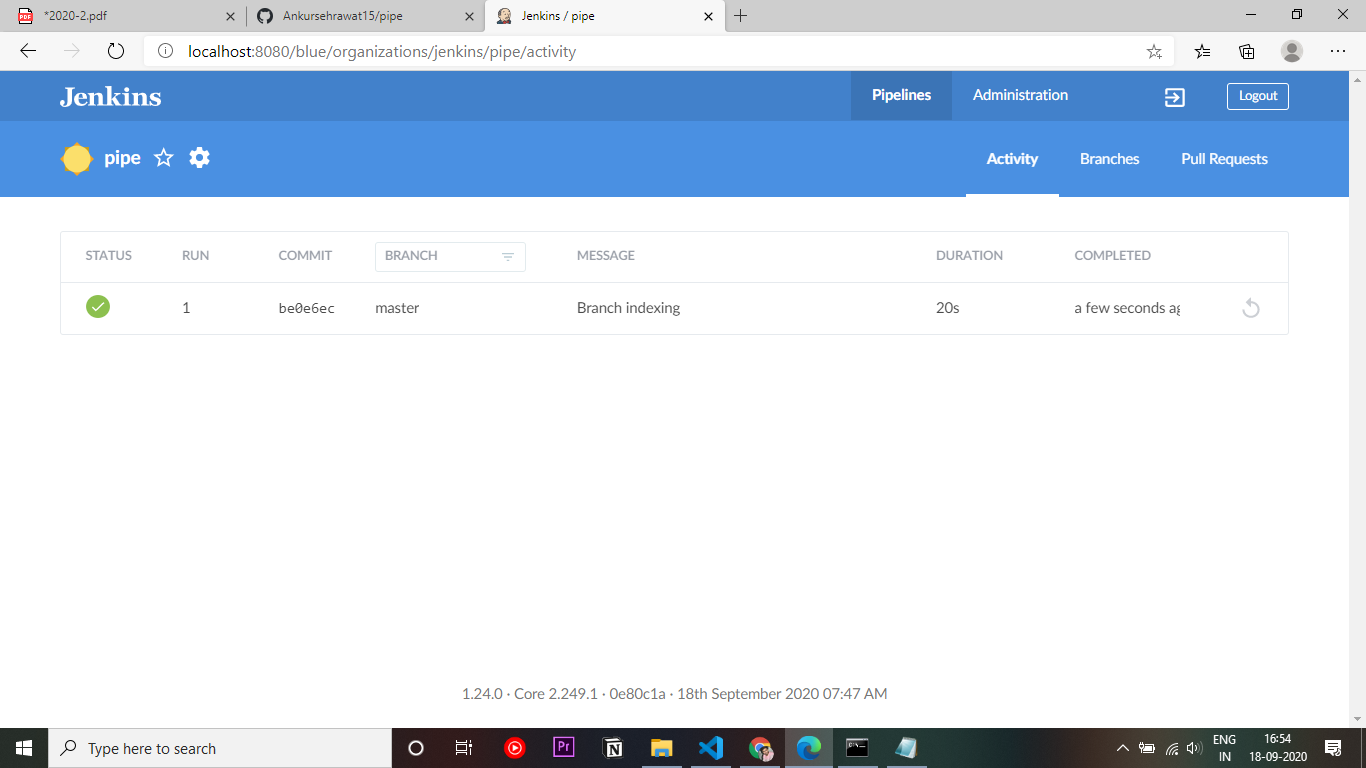 *2020-2.pdf
Ankursehrawat15/pipe
Jenkins / pipe
localhost:8080/blue/organizations/jenkins/pipe/activity
Jenkins
Pipelines
Administration
Logout
pipe
Activity
Branches
Pull Requests
STATUS RUN COMMIT BRANCH MESSAGE DURATION COMPLETED
1 be0e6ec master Branch indexing 20s a few seconds ag
1.24.0 · Core 2.249.1 · 0e80c1a · 18th September 2020 07:47 AM
Type here to search
Pr
N
ENG
IN
16:54
18-09-2020